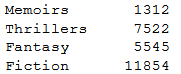 Memoirs 1312
Thrillers 7522
Fantasy 5545
Fiction 11854